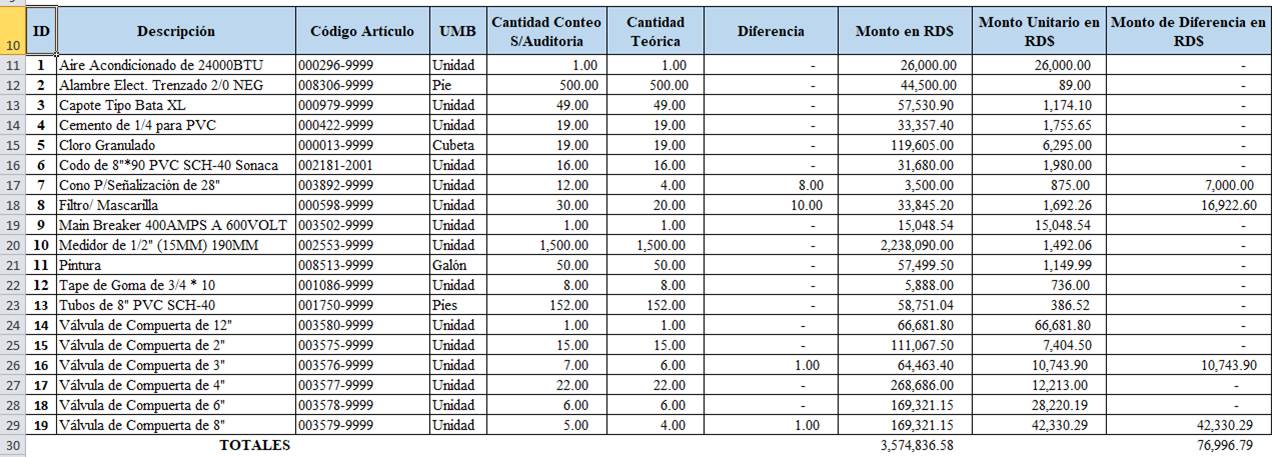 10 ID Descripción Código Artículo UMB Cantidad Conteo S/Auditoria Cantidad Teórica Diferencia Monto en RD$ Monto Unitario en RD$ Monto de Diferencia en RD$
11 1 Aire Acondicionado de 24000BTU 000296-9999 Unidad 1.00 1.00 - 26,000.00 26,000.00 -
12 2 Alambre Elect. Trenzado 2/0 NEG 008306-9999 Pie 500.00 500.00 - 44,500.00 89.00 -
13 3 Capote Tipo Bata XL 000979-9999 Unidad 49.00 49.00 - 57,530.90 1,174.10 -
14 4 Cemento de 1/4 para PVC 000422-9999 Unidad 19.00 19.00 - 33,357.40 1,755.65 -
15 5 Cloro Granulado 000013-9999 Cubeta 19.00 19.00 - 119,605.00 6,295.00 -
16 6 Codo de 8"*90 PVC SCH-40 Sonaca 002181-2001 Unidad 16.00 16.00 - 31,680.00 1,980.00 -
17 7 Cono P/Señalización de 28" 003892-9999 Unidad 12.00 4.00 8.00 3,500.00 875.00 7,000.00
18 8 Filtro/ Mascarilla 000598-9999 Unidad 30.00 20.00 10.00 33,845.20 1,692.26 16,922.60
19 9 Main Breaker 400AMPS A 600VOLT 003502-9999 Unidad 1.00 1.00 - 15,048.54 15,048.54 -
20 10 Medidor de 1/2" (15MM) 190MM 002553-9999 Unidad 1,500.00 1,500.00 - 2,238,090.00 1,492.06 -
21 11 Pintura 008513-9999 Galón 50.00 50.00 - 57,499.50 1,149.99 -
22 12 Tape de Goma de 3/4 * 10 001086-9999 Unidad 8.00 8.00 - 5,888.00 736.00 -
23 13 Tubos de 8" PVC SCH-40 001750-9999 Pies 152.00 152.00 - 58,751.04 386.52 -
24 14 Válvula de Compuerta de 12" 003580-9999 Unidad 1.00 1.00 - 66,681.80 66,681.80 -
25 15 Válvula de Compuerta de 2" 003575-9999 Unidad 15.00 15.00 - 111,067.50 7,404.50 -
26 16 Válvula de Compuerta de 3" 003576-9999 Unidad 7.00 6.00 1.00 64,463.40 10,743.90 10,743.90
27 17 Válvula de Compuerta de 4" 003577-9999 Unidad 22.00 22.00 - 268,686.00 12,213.00 -
28 18 Válvula de Compuerta de 6" 003578-9999 Unidad 6.00 6.00 - 169,321.15 28,220.19 -
29 19 Válvula de Compuerta de 8" 003579-9999 Unidad 5.00 4.00 1.00 169,321.15 42,330.29 42,330.29
30 TOTALES 3,574,836.58 76,996.79